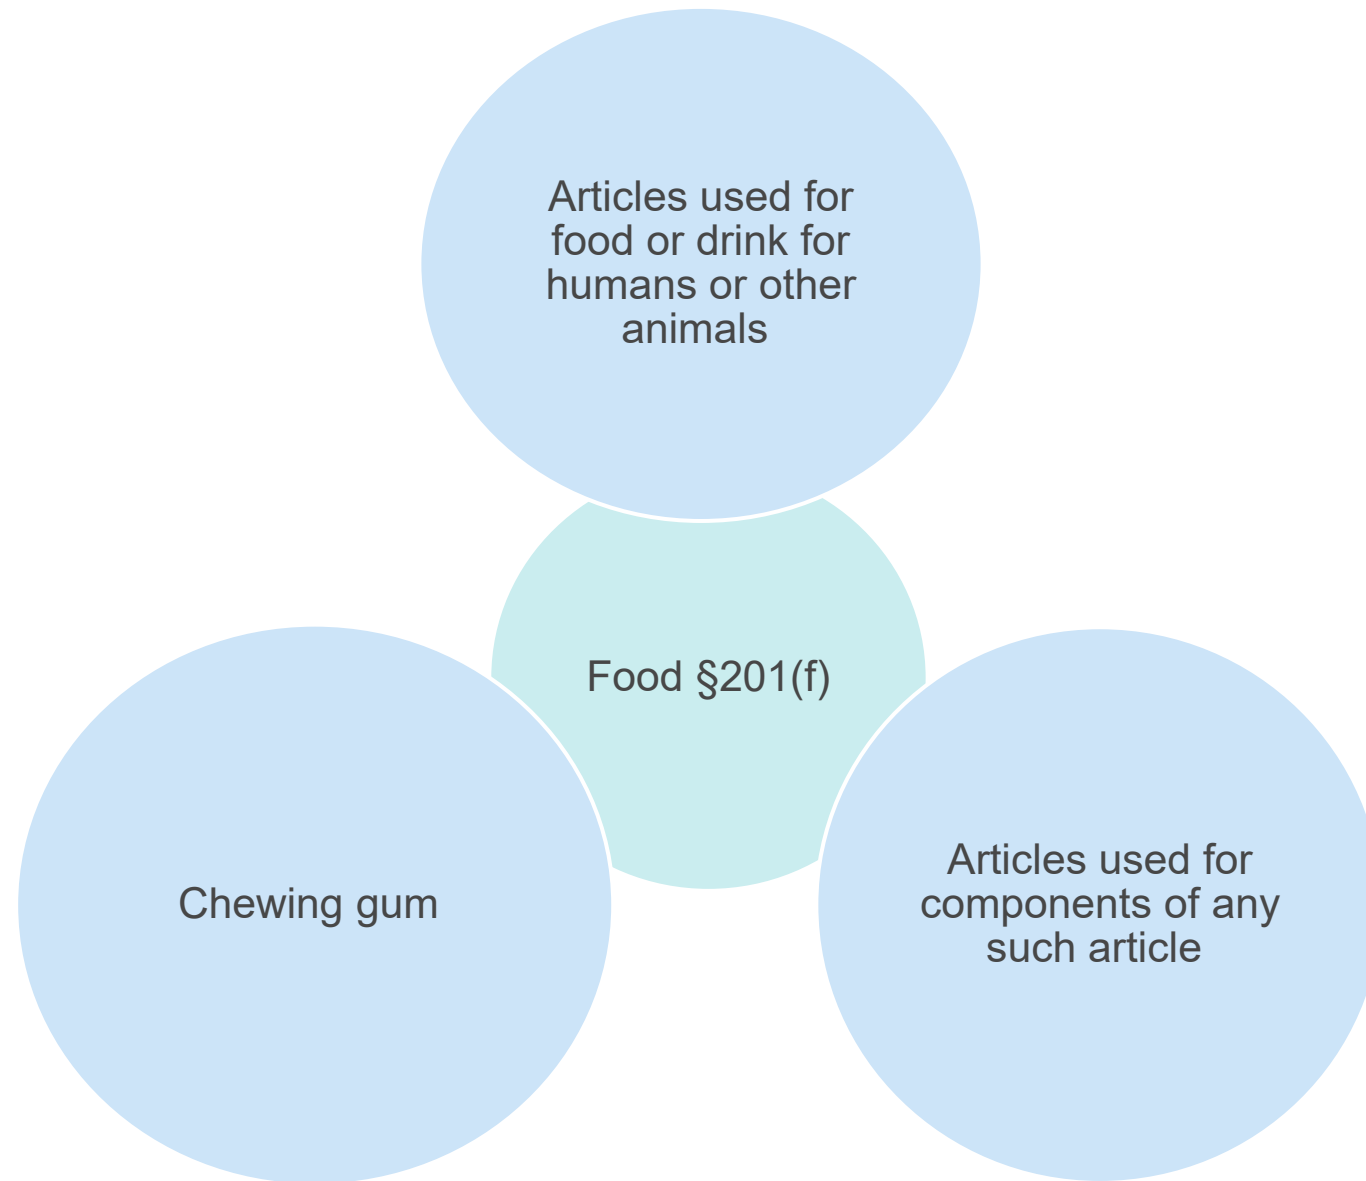 Articles used for
food or drink for
humans or other
animals
Food §201(f)
Chewing gum
Articles used for
components of any
such article